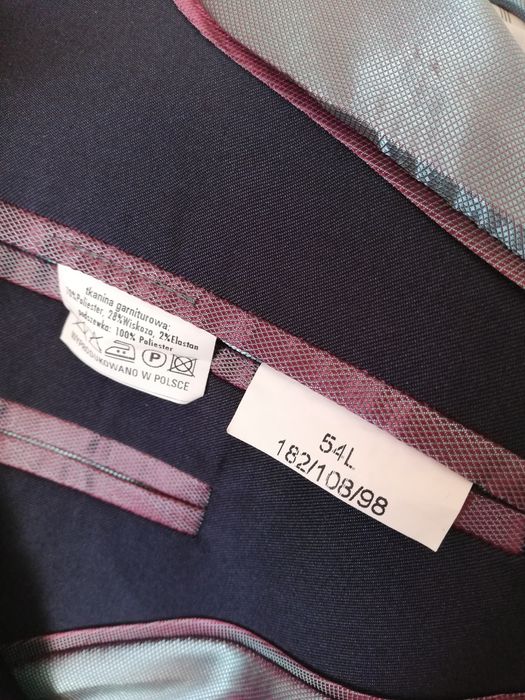 tkanina garniturowa:
70%Poliester, 28%Wiskoza, 2%Elastan
podszewka: 100% Poliester
P
WYPRODUKOWANO W POLSCE
54L
182/108/98